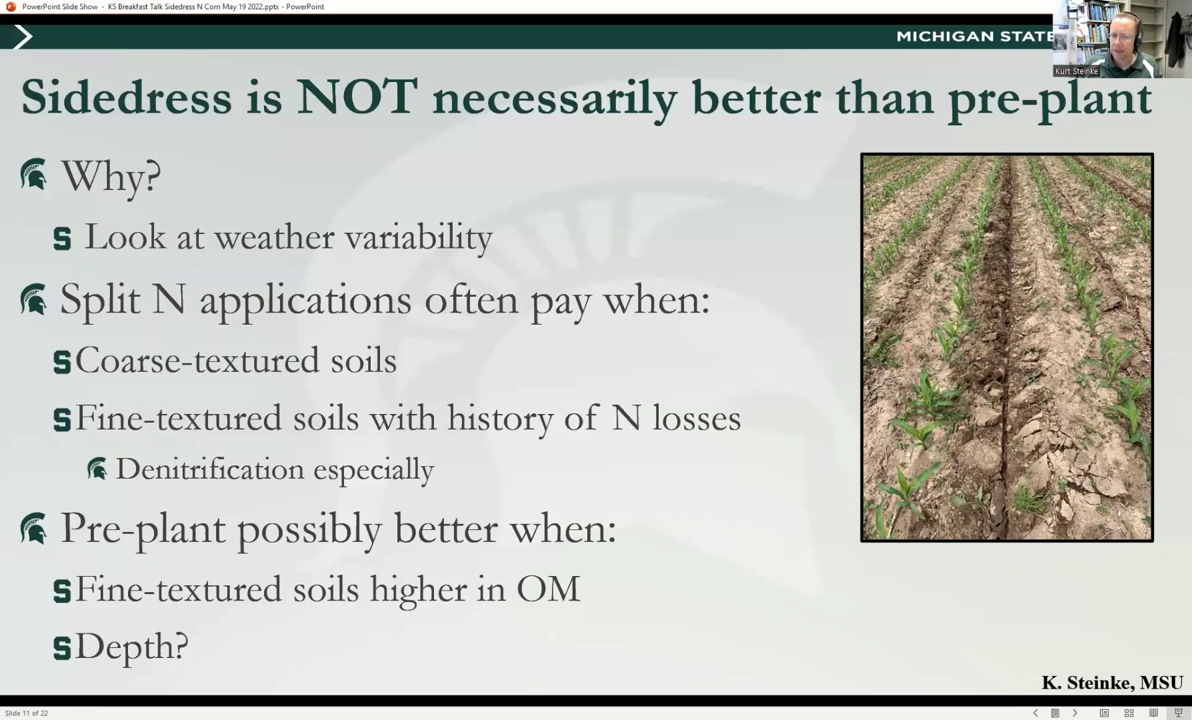 PowerPoint Slide Show - KS Breakfast Talk Sidedress N Corn May 19 2022.pptx - PowerPoint
MICHIGAN STATE
Kurt Steinke
Sidedress is NOT necessarily better than pre-plant
Why?
S Look at weather variability
Split N applications often pay when:
S Coarse-textured soils
S Fine-textured soils with history of N losses
Denitrification especially
Pre-plant possibly better when:
S Fine-textured soils higher in OM
S Depth?
K. Steinke, MSU
Slide 11 of 22